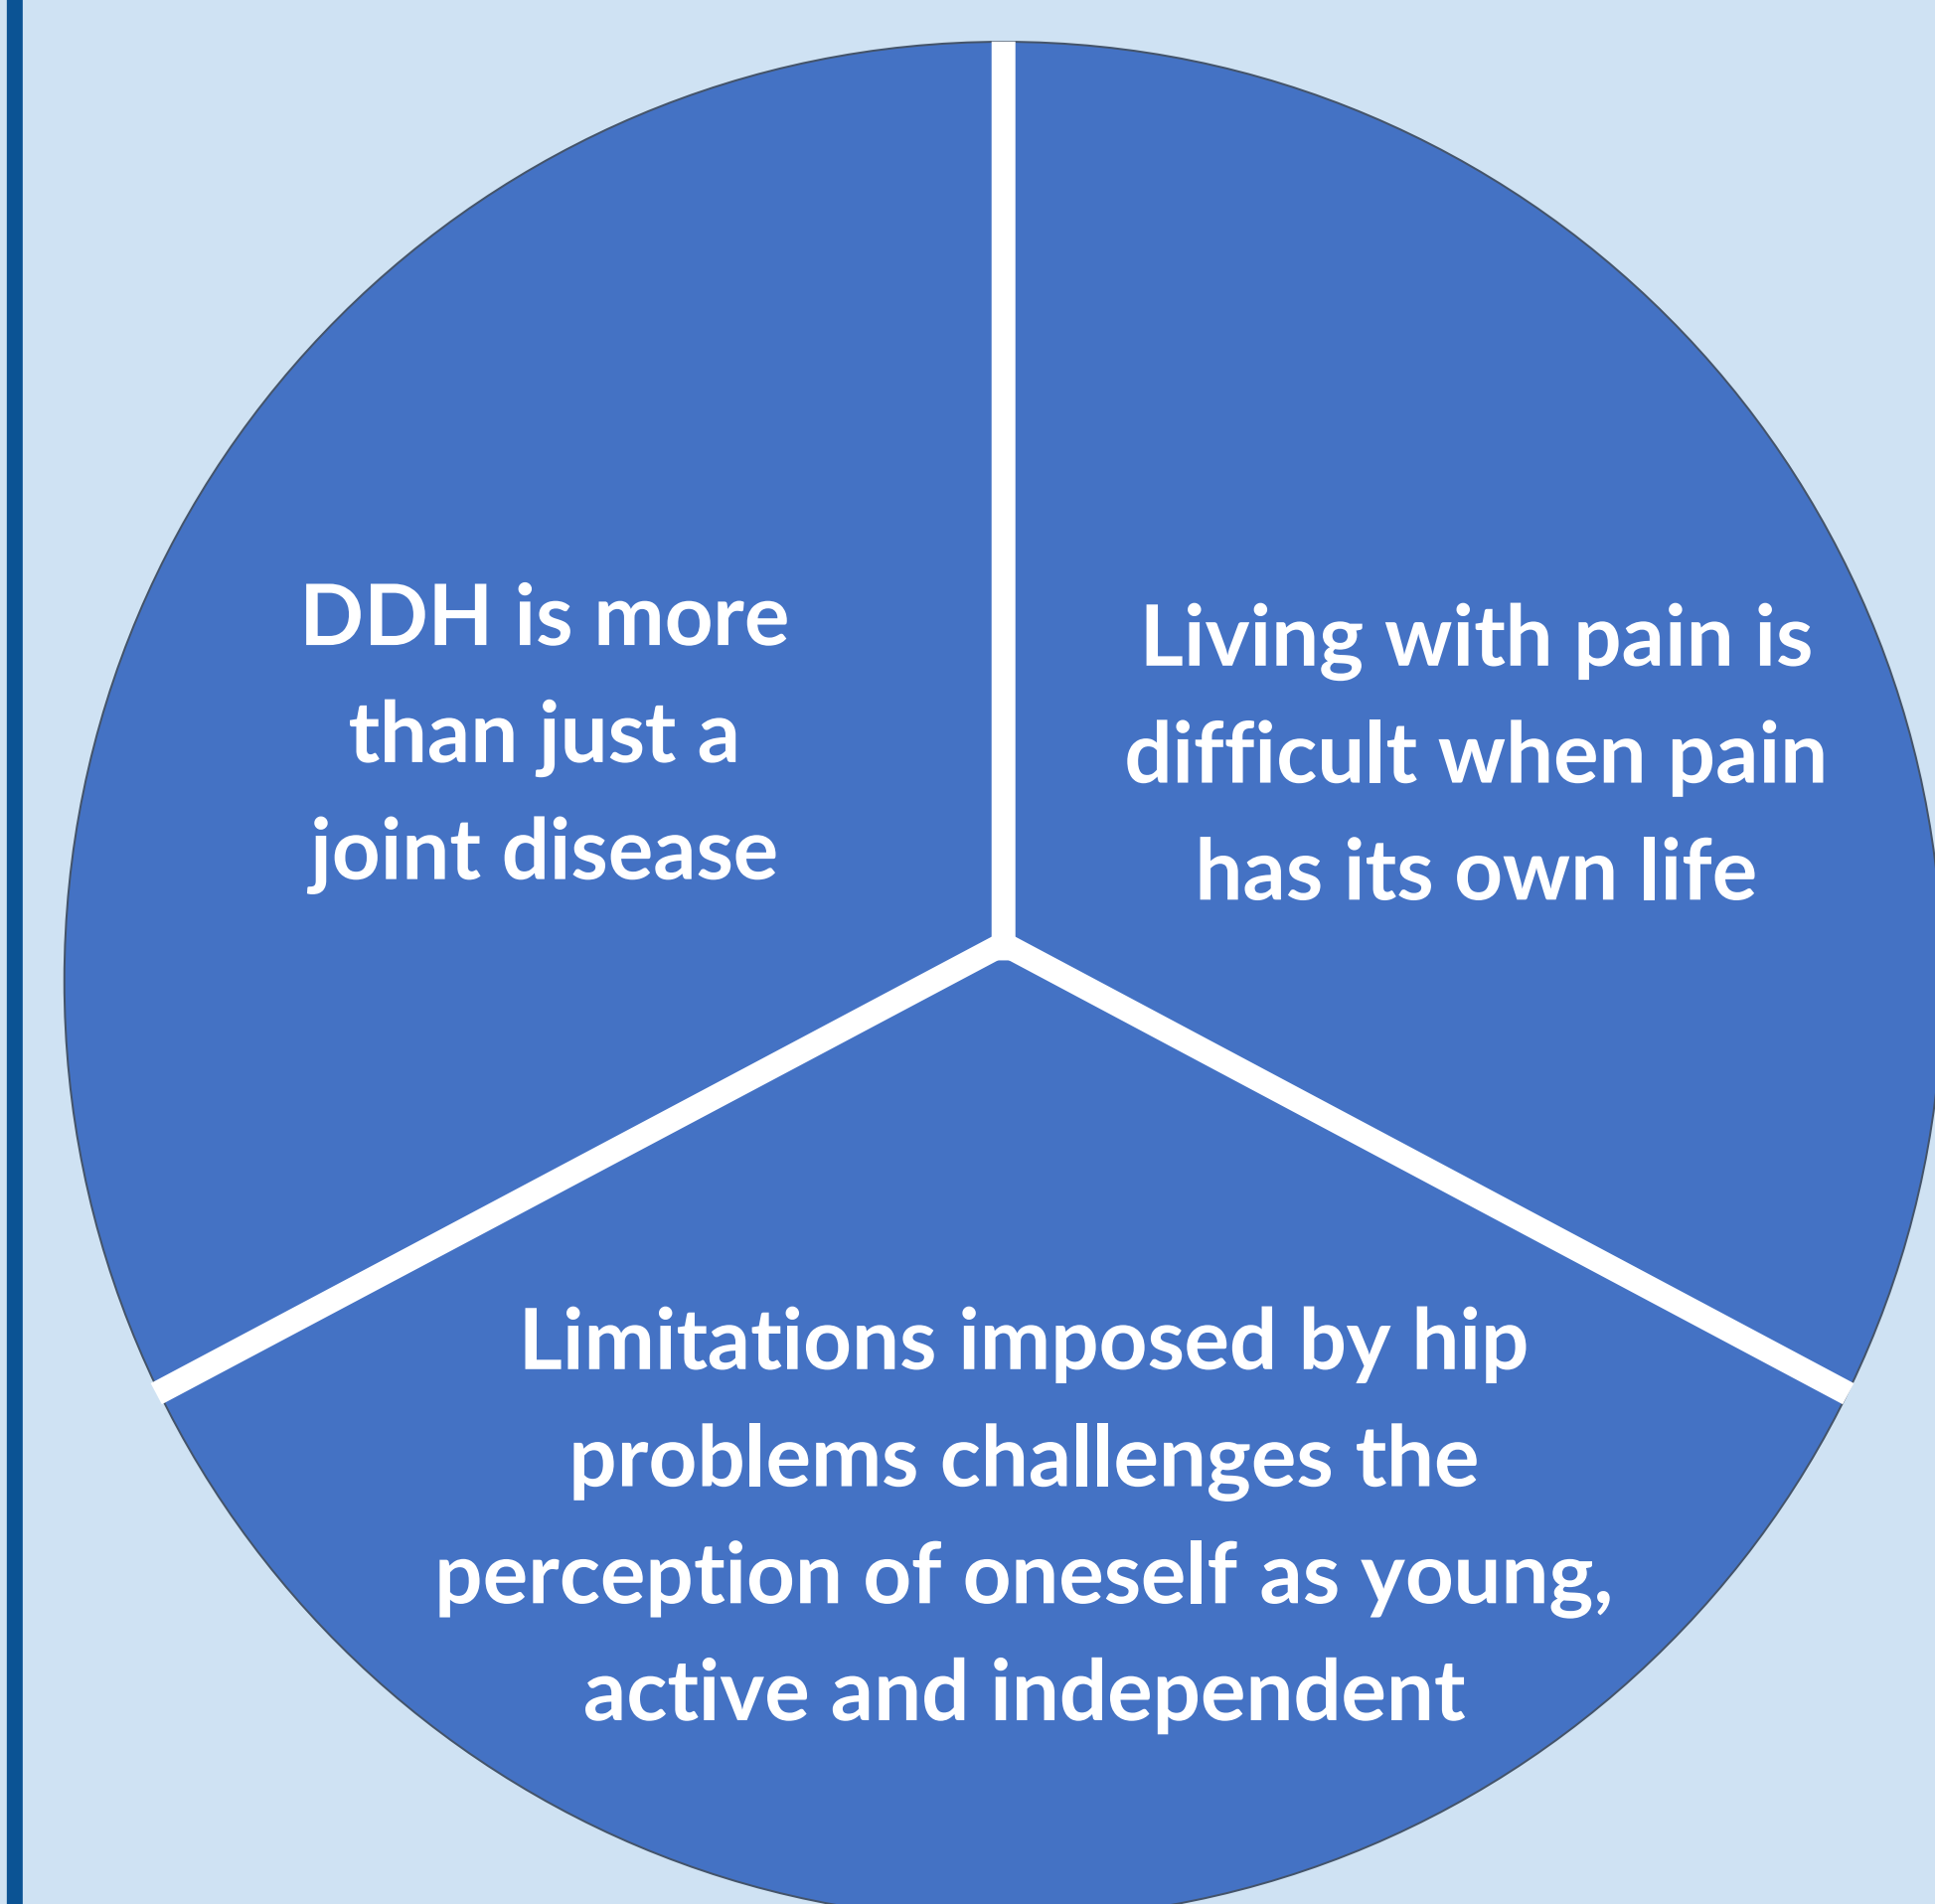 DDH is more
than just a
joint disease
Living with pain is
difficult when pain
has its own life
Limitations imposed by hip
problems challenges the
perception of oneself as young,
active and independent